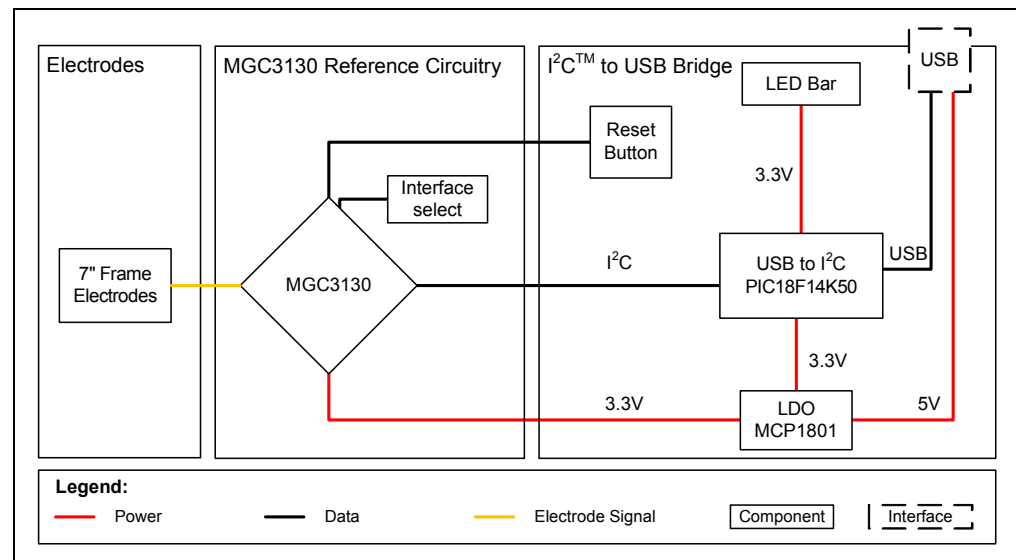 Electrodes
MGC3130 Reference Circuitry
I²C™ to USB Bridge
USB
LED Bar
Reset
Button
Interface
select
3.3V
7" Frame
Electrodes
MGC3130
I²C
USB to I²C
PIC18F14K50
USB
3.3V
3.3V
LDO
MCP1801
5V
Legend:
Power
Data
Electrode Signal
Component
Interface